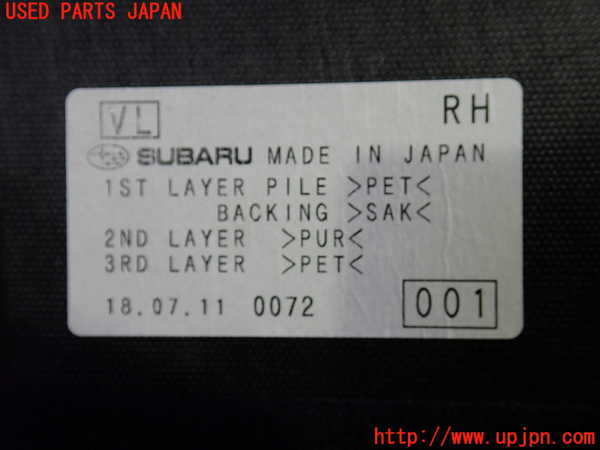 USED PARTS JAPAN
VL
RH
SUBARU MADE IN JAPAN
1ST LAYER PILE >PET<
BACKING >SAK<
2ND LAYER >PUR<
3RD LAYER >PET<
18.07.11 0072 001
http://www.upjpn.com/